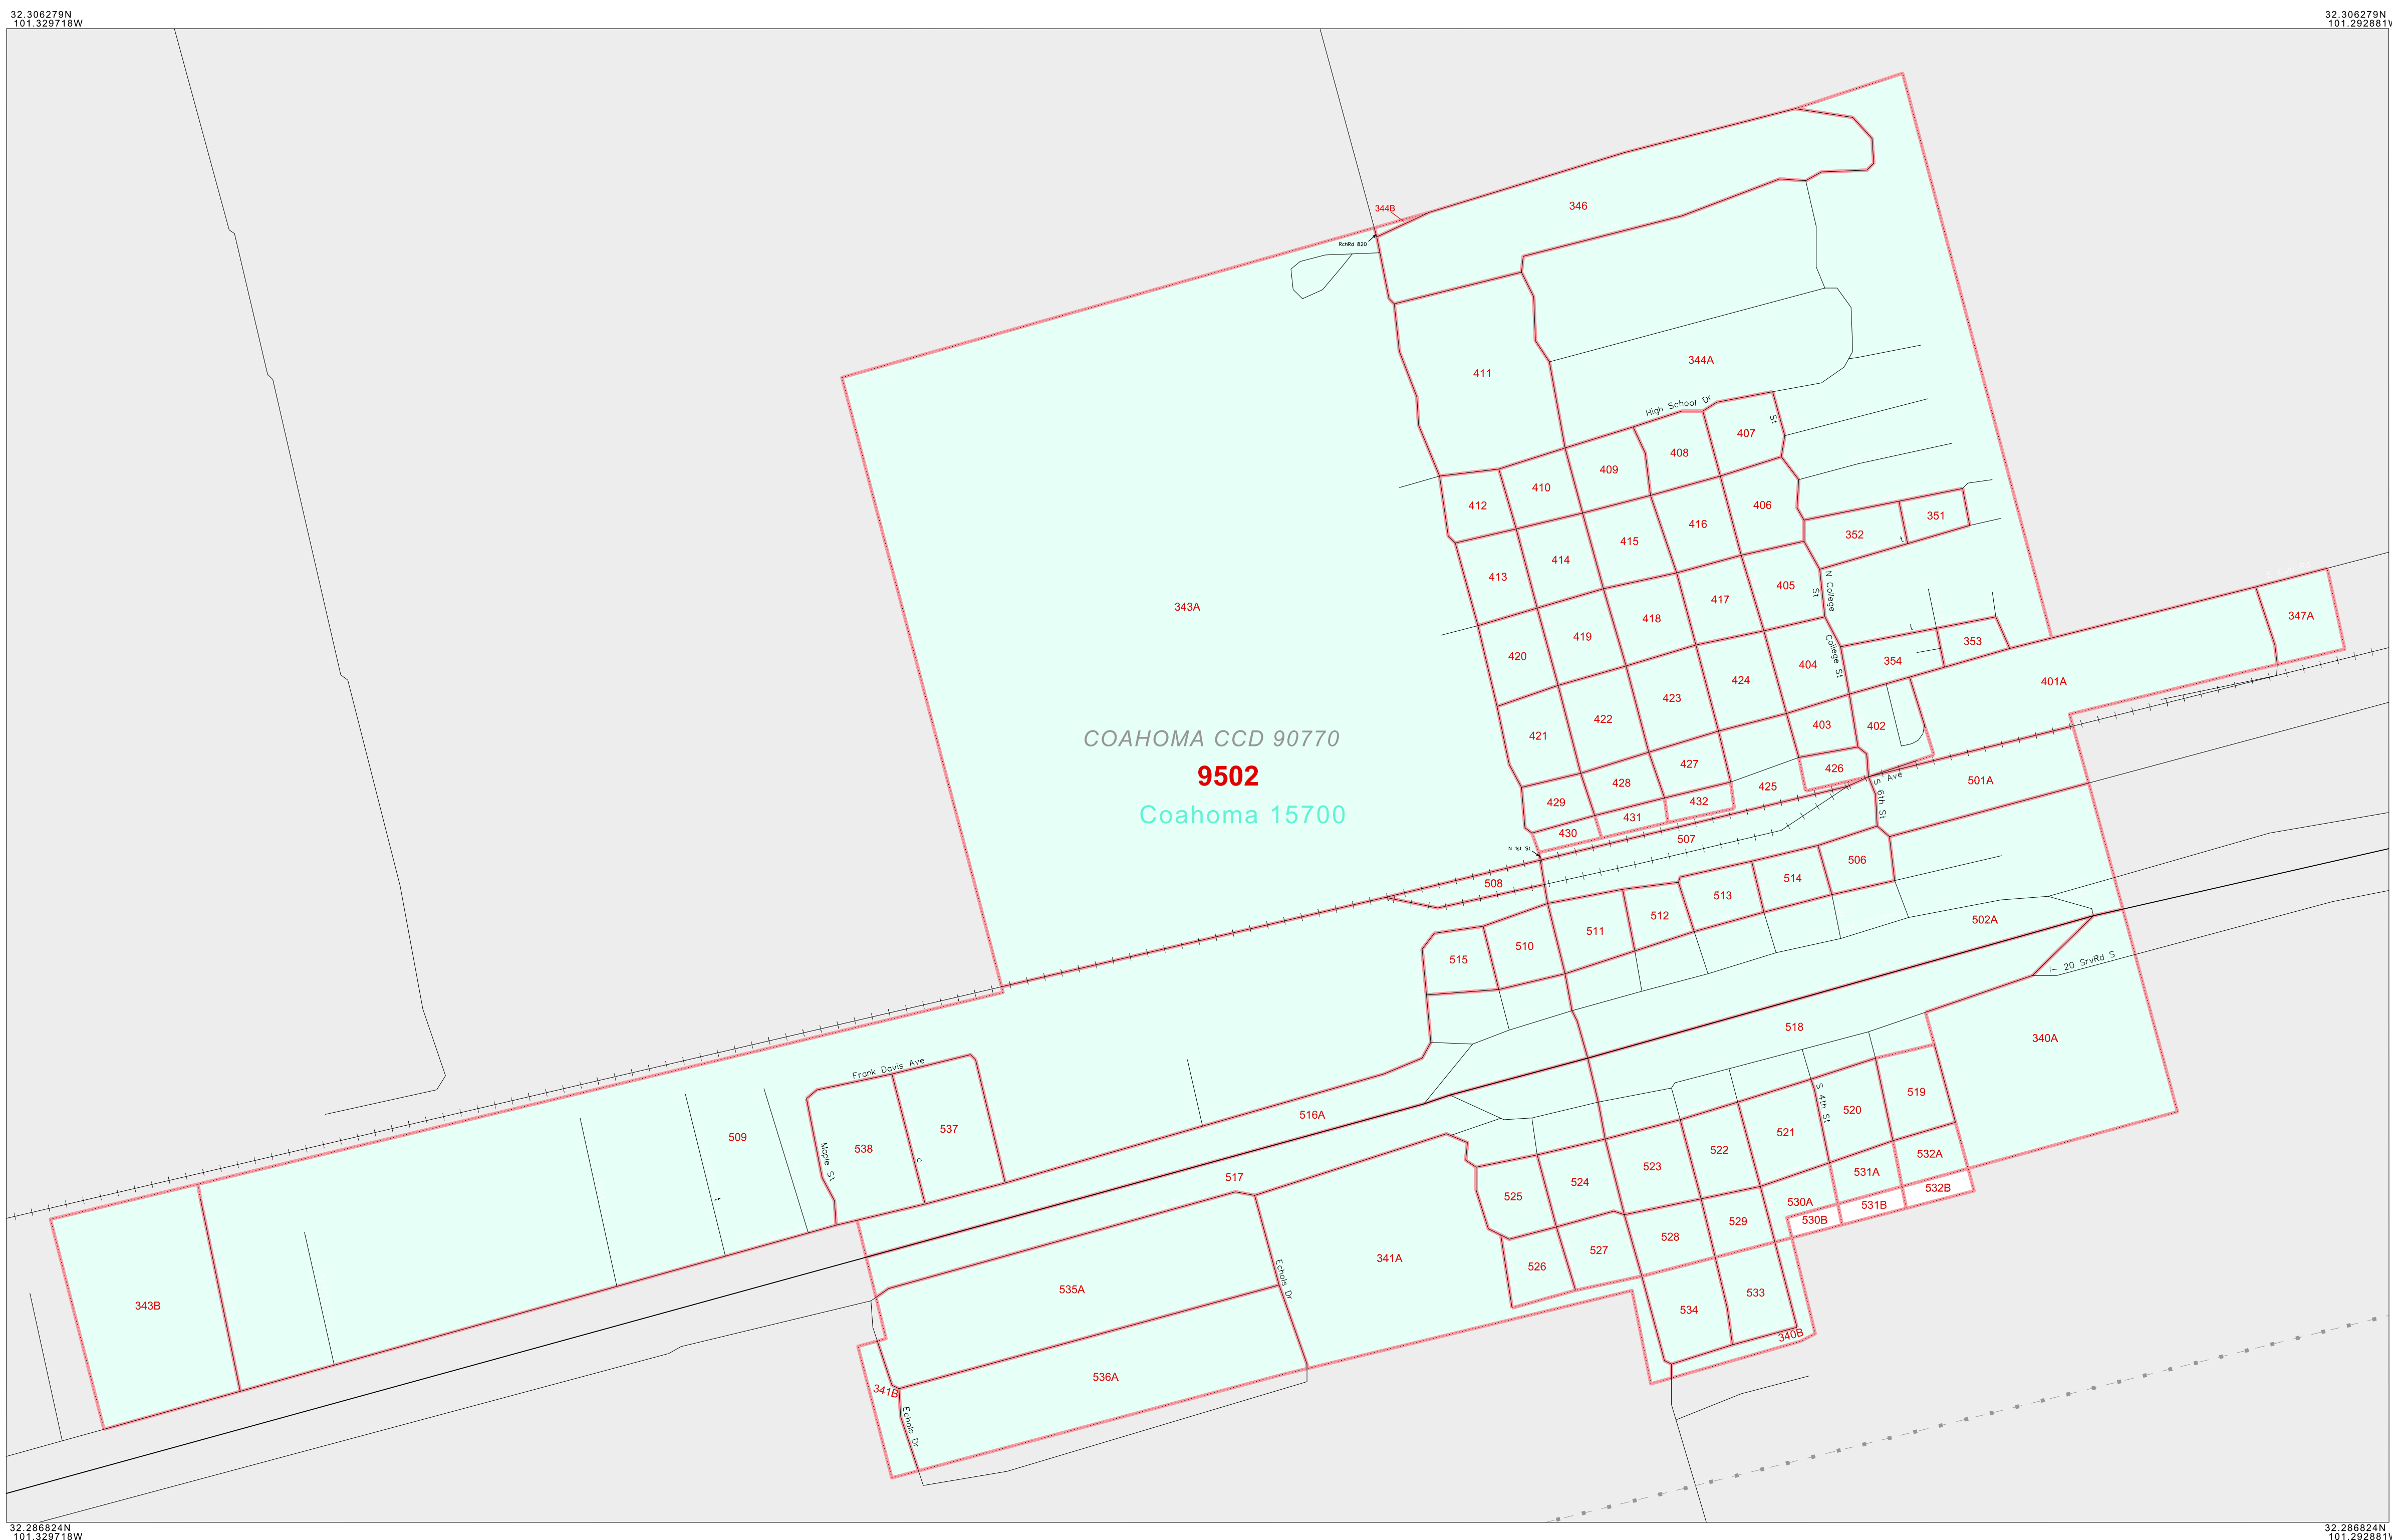 32.306279N
101.329718W
32.306279N
101.292881W
346
344B
RchRd 820
344A
411
High School Dr
St
407
408
409
410
412
406
416
415
414
413
351
352
t
343A
N College
St
405
417
418
419
420
347A
t
353
354
College St
404
424
423
422
421
401A
402
403
COAHOMA CCD 90770
9502
Coahoma 15700
426
S Ave
501A
S 6th St
425
427
428
429
432
431
430
507
N 1st St
508
506
514
513
512
511
510
515
502A
I- 20 SrvRd S
518
340A
Frank Davis Ave
516A
509
538
537
Maple St
c
t
517
519
520
S 4th St
521
522
523
524
525
532A
531A
532B
531B
530A
530B
529
528
527
526
341A
Echols Dr
535A
343B
533
534
340B
536A
341B
Echols Dr
32.286824N
101.329718W
32.286824N
101.292881W